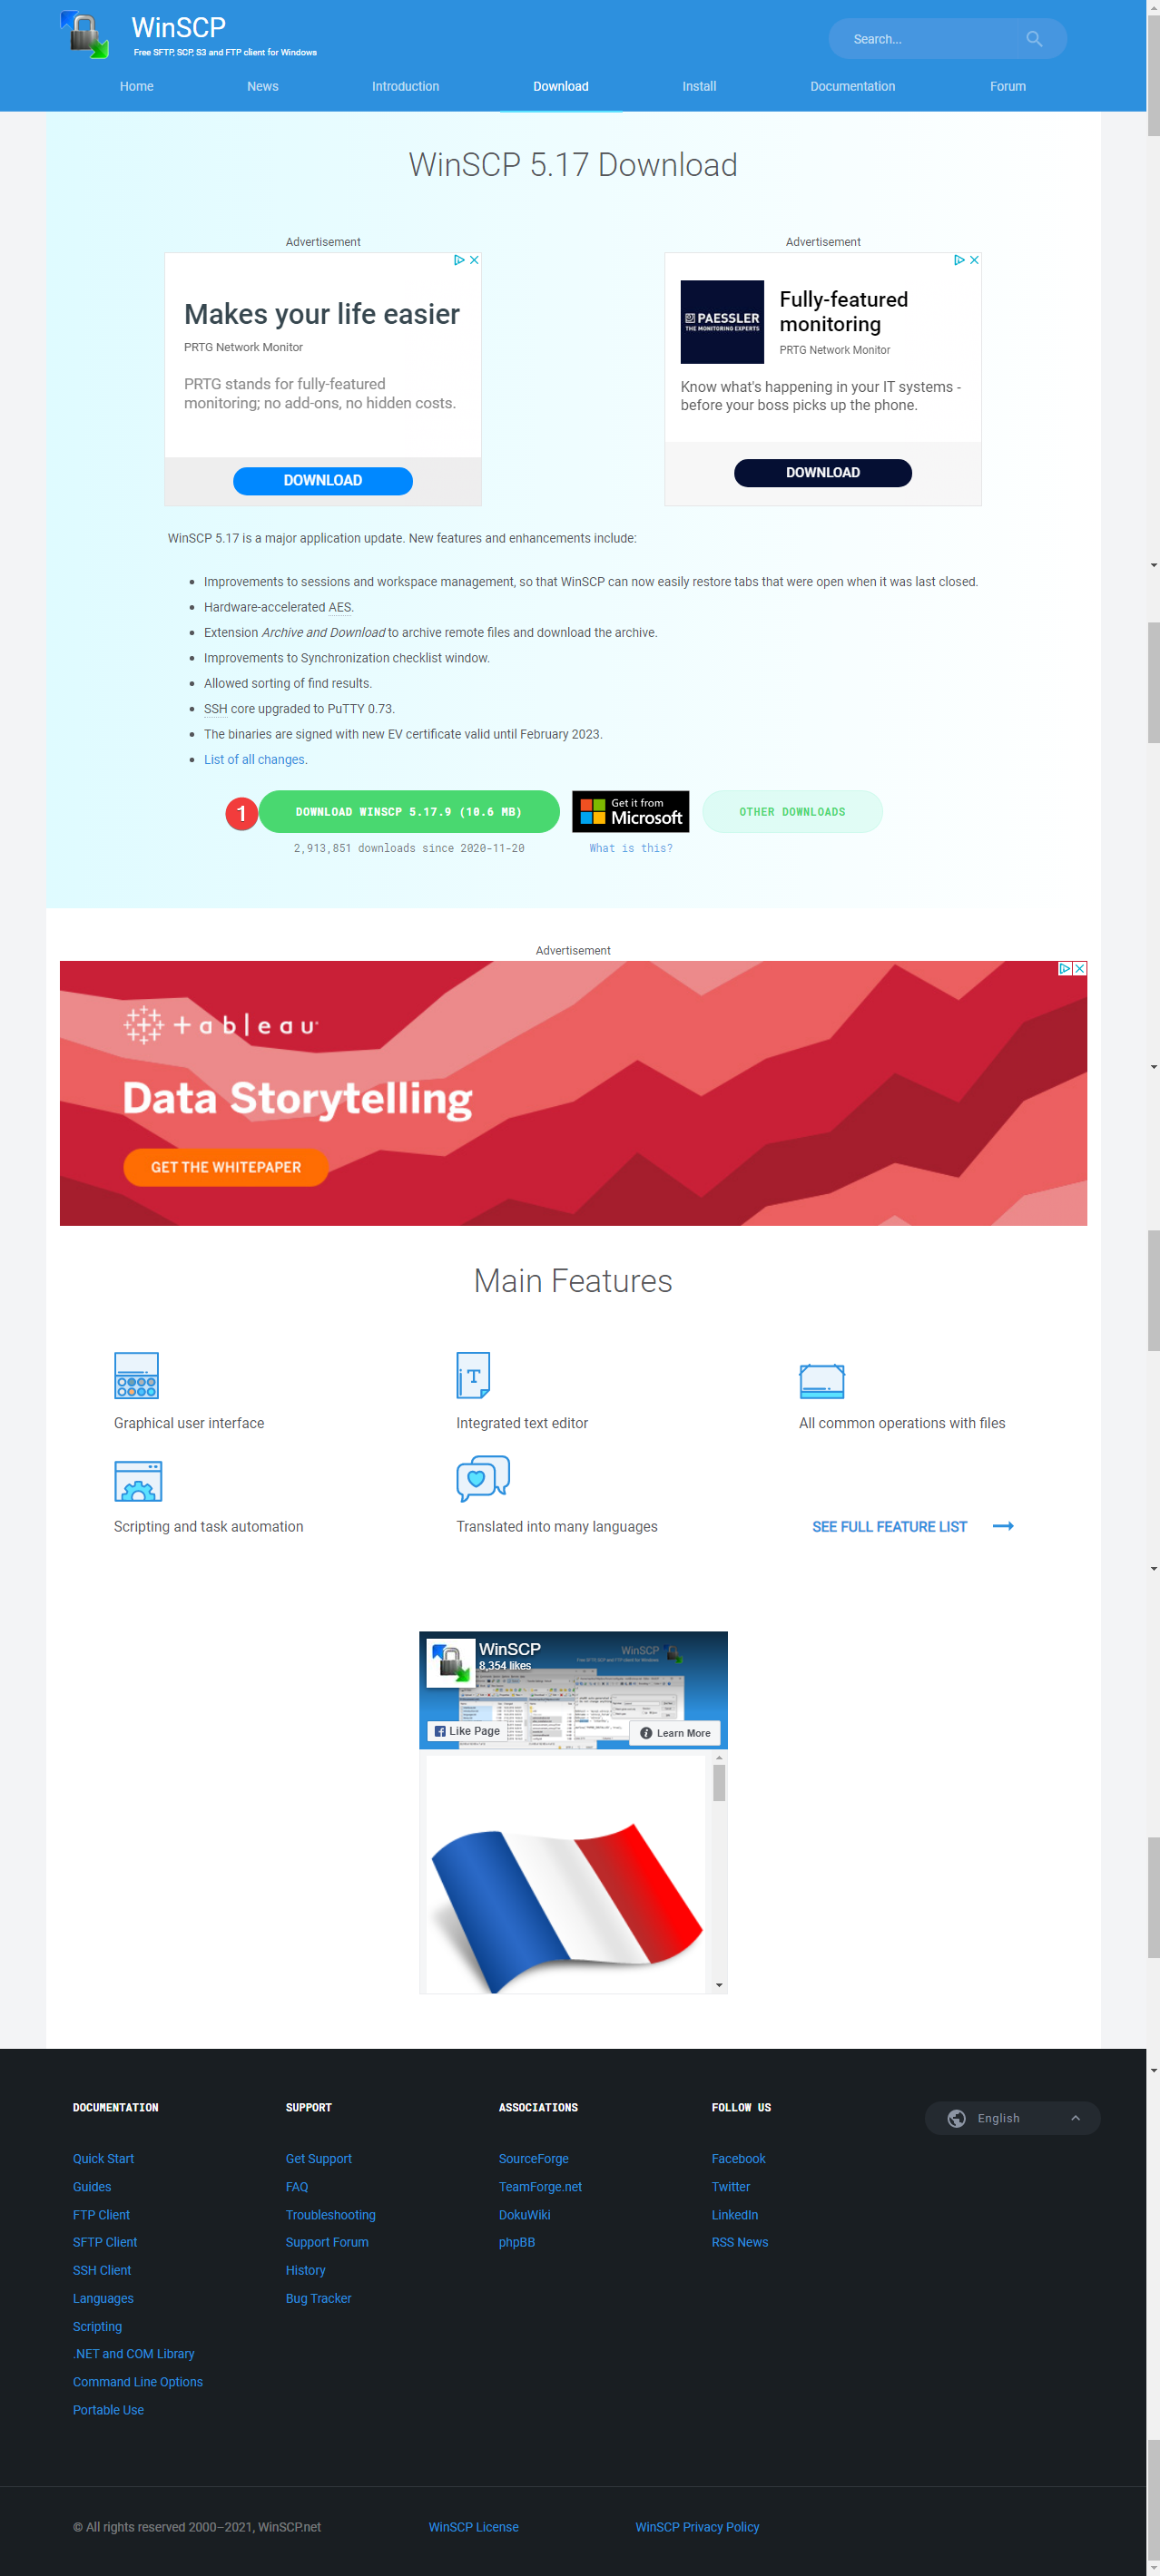 WinSCP
Free SFTP, SCP, S3 and FTP client for Windows
Search...
Home
News
Introduction
Download
Install
Documentation
Forum
WinSCP 5.17 Download
Advertisement
Makes your life easier
PRTG Network Monitor
PRTG stands for fully-featured
monitoring; no add-ons, no hidden costs.
DOWNLOAD
Advertisement
PAESSLER
THE MONITORING EXPERTS
Fully-featured
monitoring
PRTG Network Monitor
Know what's happening in your IT systems -
before your boss picks up the phone.
DOWNLOAD
WinSCP 5.17 is a major application update. New features and enhancements include:
Improvements to sessions and workspace management, so that WinSCP can now easily restore tabs that were open when it was last closed.
Hardware-accelerated AES.
Extension Archive and Download to archive remote files and download the archive.
Improvements to Synchronization checklist window.
Allowed sorting of find results.
SSH core upgraded to PuTTY 0.73.
The binaries are signed with new EV certificate valid until February 2023.
List of all changes.
1
DOWNLOAD WINSCP 5.17.9 (10.6 MB)
2,913,851 downloads since 2020-11-20
Get it from
Microsoft
What is this?
OTHER DOWNLOADS
Advertisement
+ableau
Data Storytelling
GET THE WHITEPAPER
Main Features
Graphical user interface
Integrated text editor
All common operations with files
Scripting and task automation
Translated into many languages
SEE FULL FEATURE LIST
WinSCP
8,354 likes
WinSCP
Free SFTP, SCP and FTP client for Windows
Like Page
Learn More
DOCUMENTATION
Quick Start
Guides
FTP Client
SFTP Client
SSH Client
Languages
Scripting
.NET and COM Library
Command Line Options
Portable Use
SUPPORT
Get Support
FAQ
Troubleshooting
Support Forum
History
Bug Tracker
ASSOCIATIONS
SourceForge
TeamForge.net
DokuWiki
phpBB
FOLLOW US
Facebook
Twitter
LinkedIn
RSS News
English
© All rights reserved 2000–2021, WinSCP.net
WinSCP License
WinSCP Privacy Policy